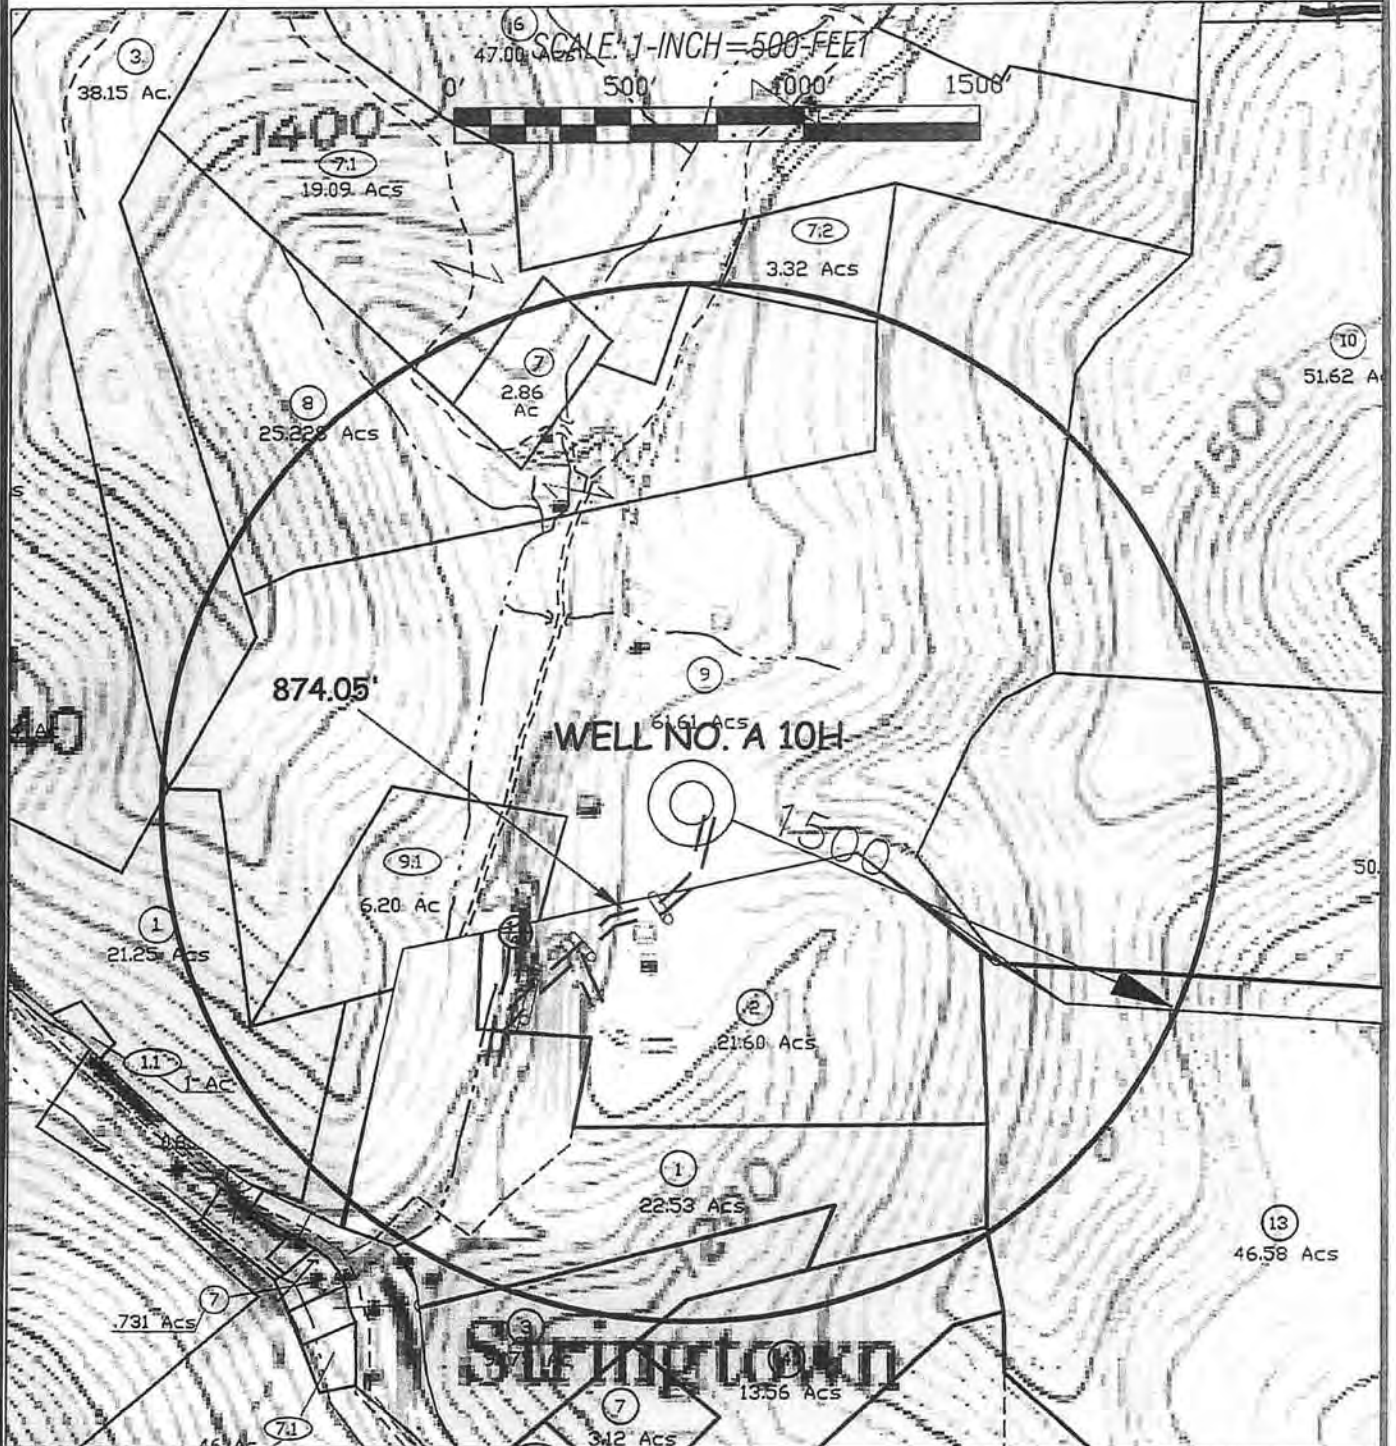 6
47.00 Acs
SCALE: 1-INCH=500-FEET
0' 500' 1000' 1500'
3
38.15 Ac.
1400
7.1
19.09 Acs
7.2
3.32 Acs
10
51.62 A
1500
7
2.86
Ac
8
25.228 Acs
9
61.61 Acs
874.05'
WELL NO. A 10H
40
1500
50.
9.1
6.20 Ac
1
21.25 Acs
2
21.60 Acs
1.1
1 Ac
1
22.53 Acs
13
46.58 Acs
7
.731 Acs
3
Stringtown
13.56 Acs
7
3.12 Acs
7.1
.46 Ac